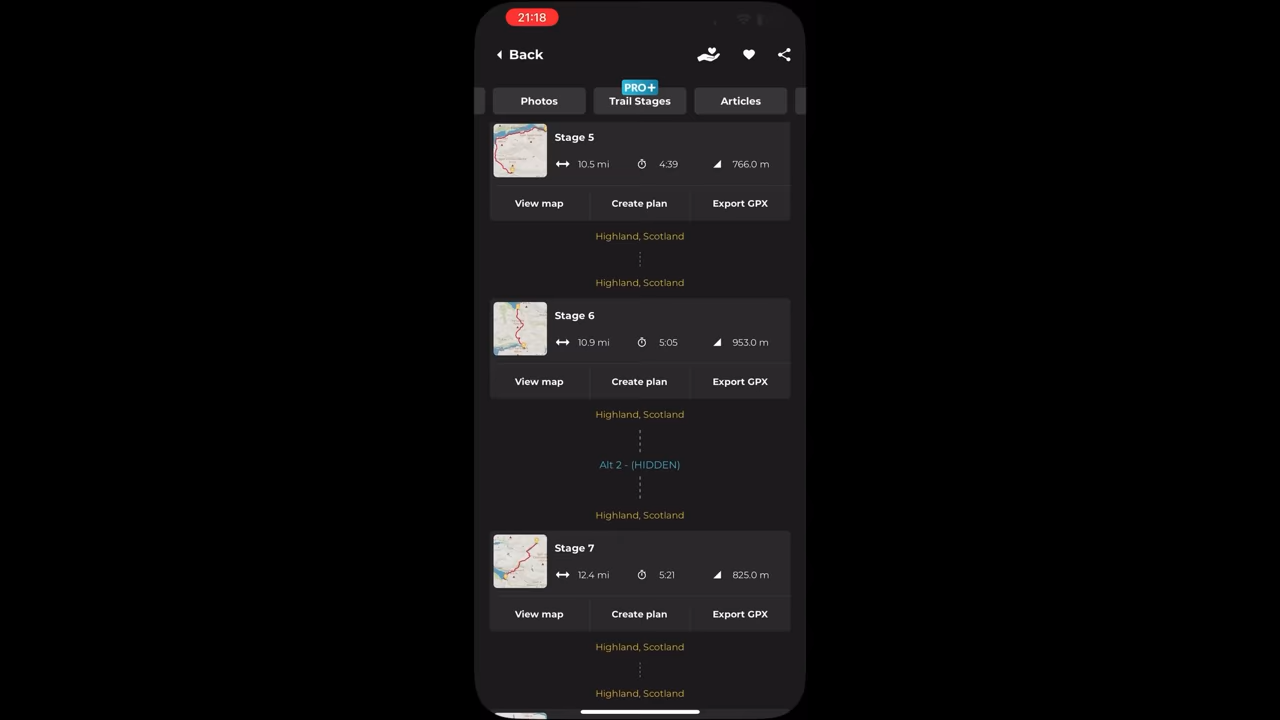 21:18
Back
PRO+
Photos
Trail Stages
Articles
Stage 5
10.5 mi 4:39 766.0 m
View map Create plan Export GPX
Highland, Scotland
Highland, Scotland
Stage 6
10.9 mi 5:05 953.0 m
View map Create plan Export GPX
Highland, Scotland
Alt 2 - (HIDDEN)
Highland, Scotland
Stage 7
12.4 mi 5:21 825.0 m
View map Create plan Export GPX
Highland, Scotland
Highland, Scotland